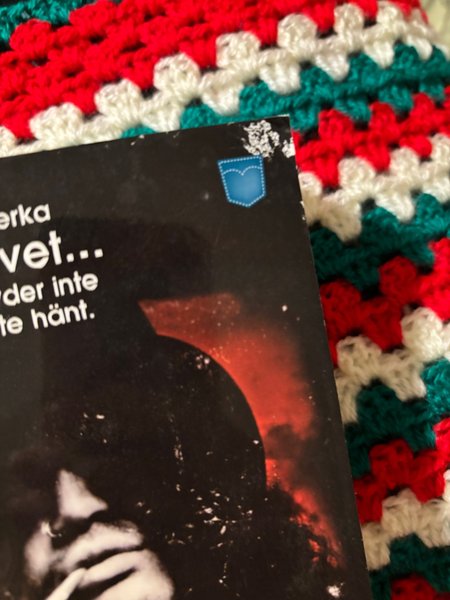 erka
vet...
der inte
te hänt.